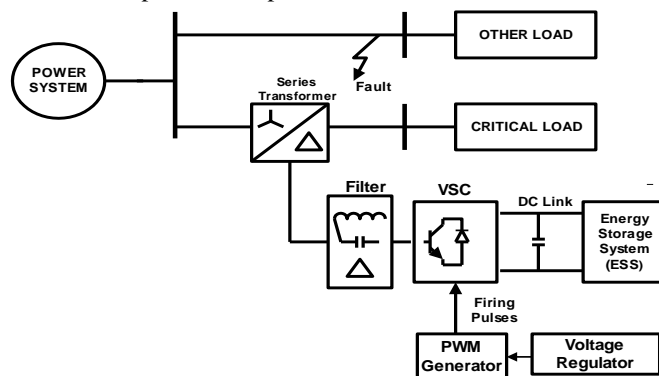 OTHER LOAD
POWER
SYSTEM
Fault
Series
Transformer
CRITICAL LOAD
Filter
VSC
DC Link
Energy
Storage
System
(ESS)
Firing
Pulses
PWM
Generator
Voltage
Regulator